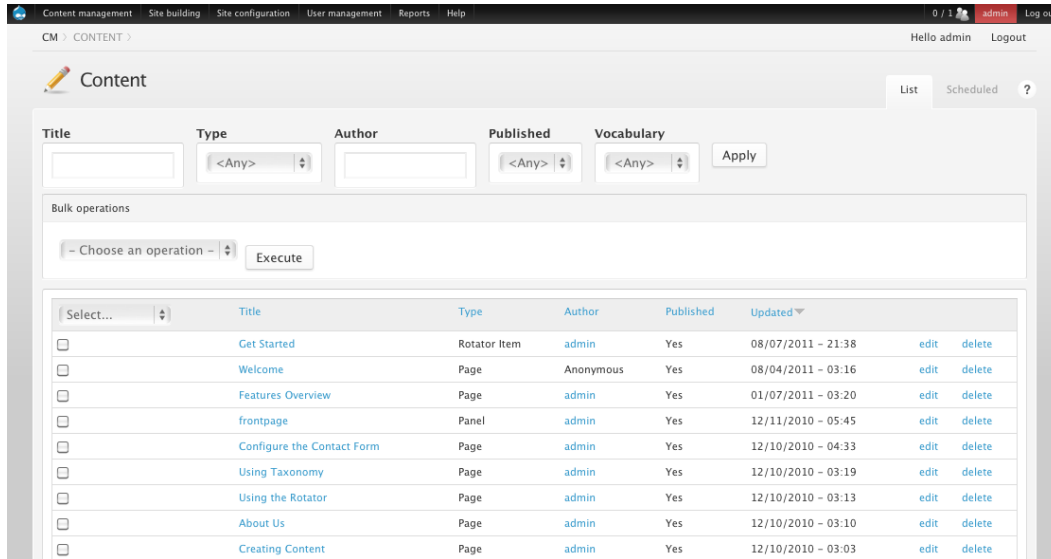 Content management Site building Site configuration User management Reports Help 0 / 1 admin Log ou
CM > CONTENT > Hello admin Logout
Content
List Scheduled ?
Title Type Author Published Vocabulary
<Any> <Any> <Any> Apply
Bulk operations
– Choose an operation – Execute
Select... Title Type Author Published Updated
Get Started Rotator Item admin Yes 08/07/2011 – 21:38 edit delete
Welcome Page Anonymous Yes 08/04/2011 – 03:16 edit delete
Features Overview Page admin Yes 01/07/2011 – 03:20 edit delete
frontpage Panel admin Yes 12/11/2010 – 05:45 edit delete
Configure the Contact Form Page admin Yes 12/10/2010 – 04:33 edit delete
Using Taxonomy Page admin Yes 12/10/2010 – 03:19 edit delete
Using the Rotator Page admin Yes 12/10/2010 – 03:13 edit delete
About Us Page admin Yes 12/10/2010 – 03:10 edit delete
Creating Content Page admin Yes 12/10/2010 – 03:03 edit delete